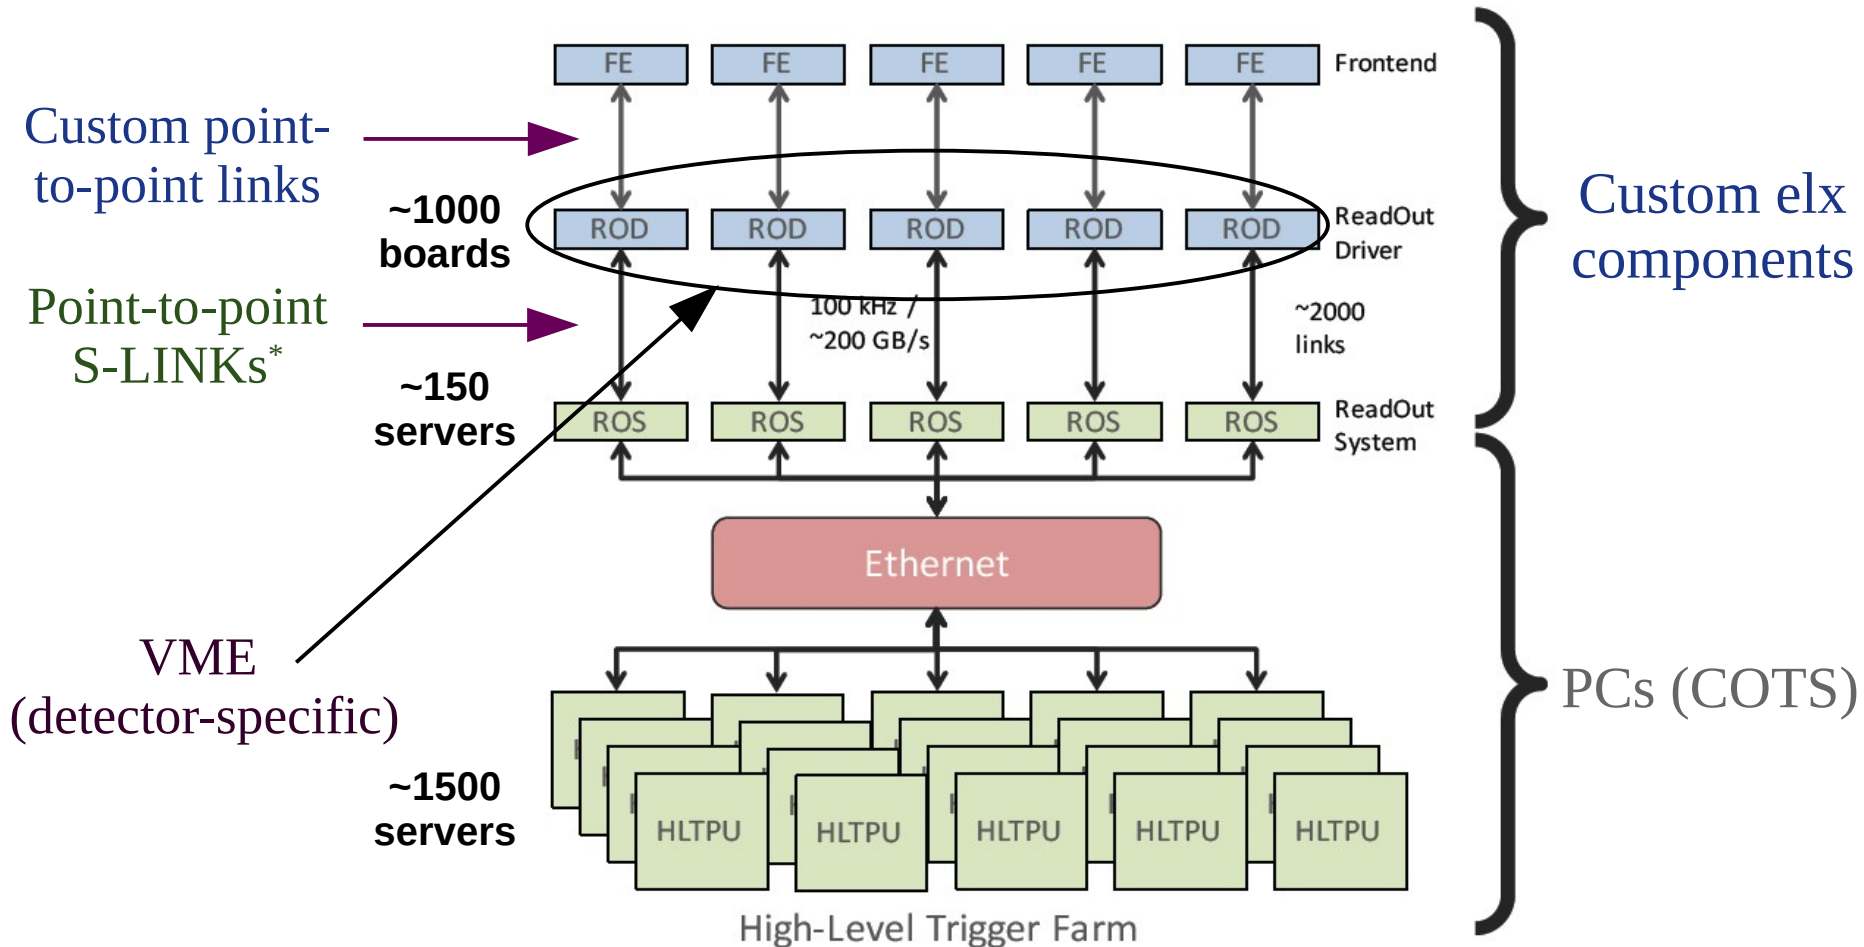 FE FE FE FE FE Frontend
Custom point-
to-point links
~1000
boards
ROD ROD ROD ROD ROD
ReadOut
Driver
Custom elx
components
Point-to-point
S-LINKs*
100 kHz /
~200 GB/s
~2000
links
~150
servers
ROS ROS ROS ROS ROS
ReadOut
System
Ethernet
VME
(detector-specific)
PCs (COTS)
~1500
servers
HLTPU HLTPU HLTPU HLTPU HLTPU
High-Level Trigger Farm